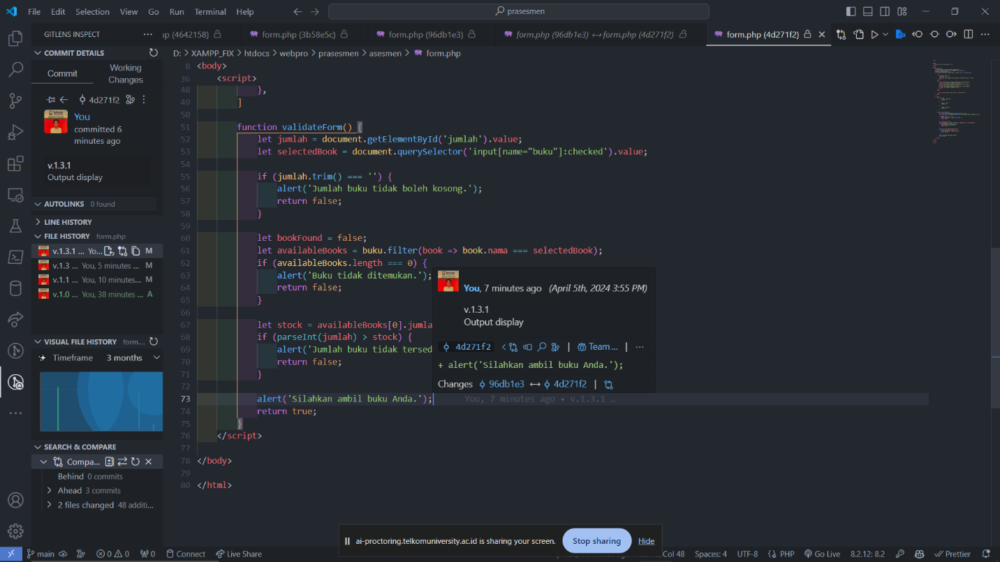 File Edit Selection View Go Run Terminal Help
prasesmen
GITLENS INSPECT
(4642158)
form.php (3b58e5c)
form.php (96db1e3)
form.php (96db1e3) ↔ form.php (4d271f2)
form.php (4d271f2)
COMMIT DETAILS
Commit
Working Changes
4d271f2
You
committed 6
minutes ago
v.1.3.1
Output display
AUTOLINKS 0 found
LINE HISTORY
FILE HISTORY form.php
v.1.3.1 ... Yo... M
v.1.3 ... You, 5 minutes ... M
v.1.1 ... You, 10 minutes... M
v.1.0 ... You, 38 minutes ... A
VISUAL FILE HISTORY form....
Timeframe 3 months
SEARCH & COMPARE
Compa...
Behind 0 commits
Ahead 3 commits
2 files changed 48 additi...
D: > XAMPP_FIX > htdocs > webpro > prasesmen > asesmen > form.php
8 <body>
36 <script>
48 },
49 ]
50
51 function validateForm() {
52 let jumlah = document.getElementById('jumlah').value;
53 let selectedBook = document.querySelector('input[name="buku"]:checked').value;
54
55 if (jumlah.trim() === '') {
56 alert('Jumlah buku tidak boleh kosong.');
57 return false;
58 }
59
60 let bookFound = false;
61 let availableBooks = buku.filter(book => book.nama === selectedBook);
62 if (availableBooks.length === 0) {
63 alert('Buku tidak ditemukan.');
64 return false;
65 }
66
67 let stock = availableBooks[0].jumla
68 if (parseInt(jumlah) > stock) {
69 alert('Jumlah buku tidak tersed
70 return false;
71 }
72
73 alert('Silahkan ambil buku Anda.'); You, 7 minutes ago • v.1.3.1 …
74 return true;
75 }
76 </script>
77
78 </body>
79
80 </html>
You, 7 minutes ago (April 5th, 2024 3:55 PM)
v.1.3.1
Output display
4d271f2 | Team... | ...
+ alert('Silahkan ambil buku Anda.');
Changes 96db1e3 ↔ 4d271f2 |
ai-proctoring.telkomuniversity.ac.id is sharing your screen.
Stop sharing
Hide
main 0 0 0 Connect Live Share
Col 48 Spaces: 4 UTF-8 PHP Go Live 8.2.12: 8.2 Prettier